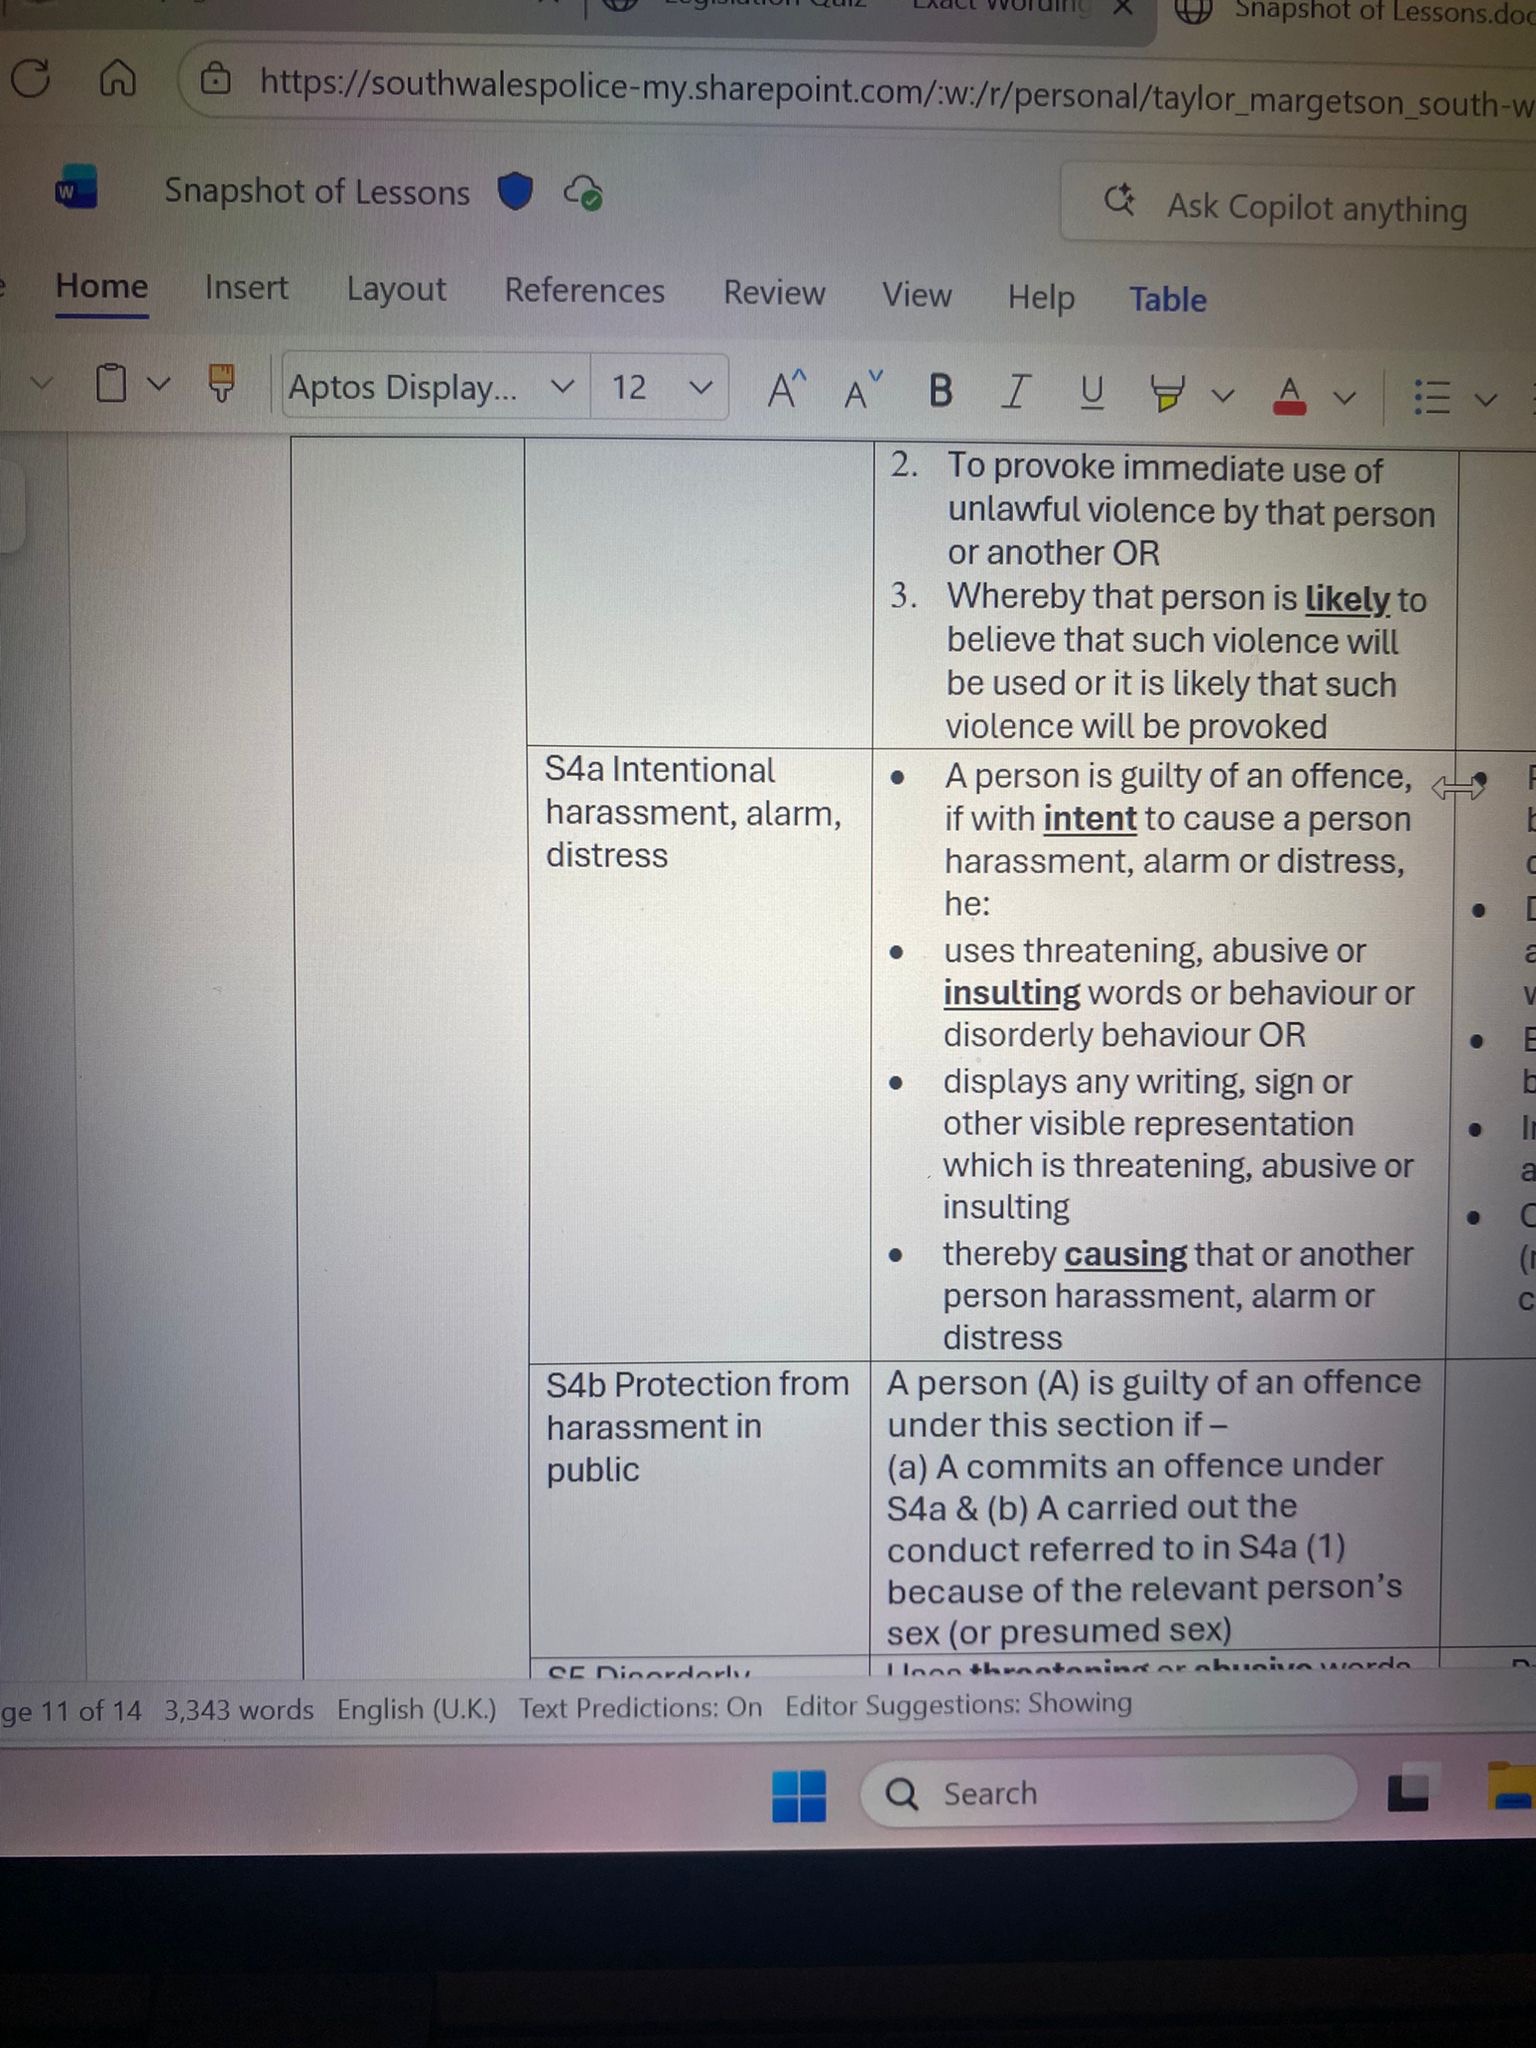 Exact Wording
Snapshot of Lessons.doc
https://southwalespolice-my.sharepoint.com/:w:/r/personal/taylor_margetson_south-w
Snapshot of Lessons
Ask Copilot anything
Home Insert Layout References Review View Help Table
Aptos Display... 12
2. To provoke immediate use of
unlawful violence by that person
or another OR
3. Whereby that person is likely to
believe that such violence will
be used or it is likely that such
violence will be provoked
S4a Intentional
harassment, alarm,
distress
• A person is guilty of an offence,
if with intent to cause a person
harassment, alarm or distress,
he:
• uses threatening, abusive or
insulting words or behaviour or
disorderly behaviour OR
• displays any writing, sign or
other visible representation
which is threatening, abusive or
insulting
• thereby causing that or another
person harassment, alarm or
distress
S4b Protection from
harassment in
public
A person (A) is guilty of an offence
under this section if –
(a) A commits an offence under
S4a & (b) A carried out the
conduct referred to in S4a (1)
because of the relevant person's
sex (or presumed sex)
S5 Disorderly
threatening or abusive words
ge 11 of 14 3,343 words English (U.K.) Text Predictions: On Editor Suggestions: Showing
Search